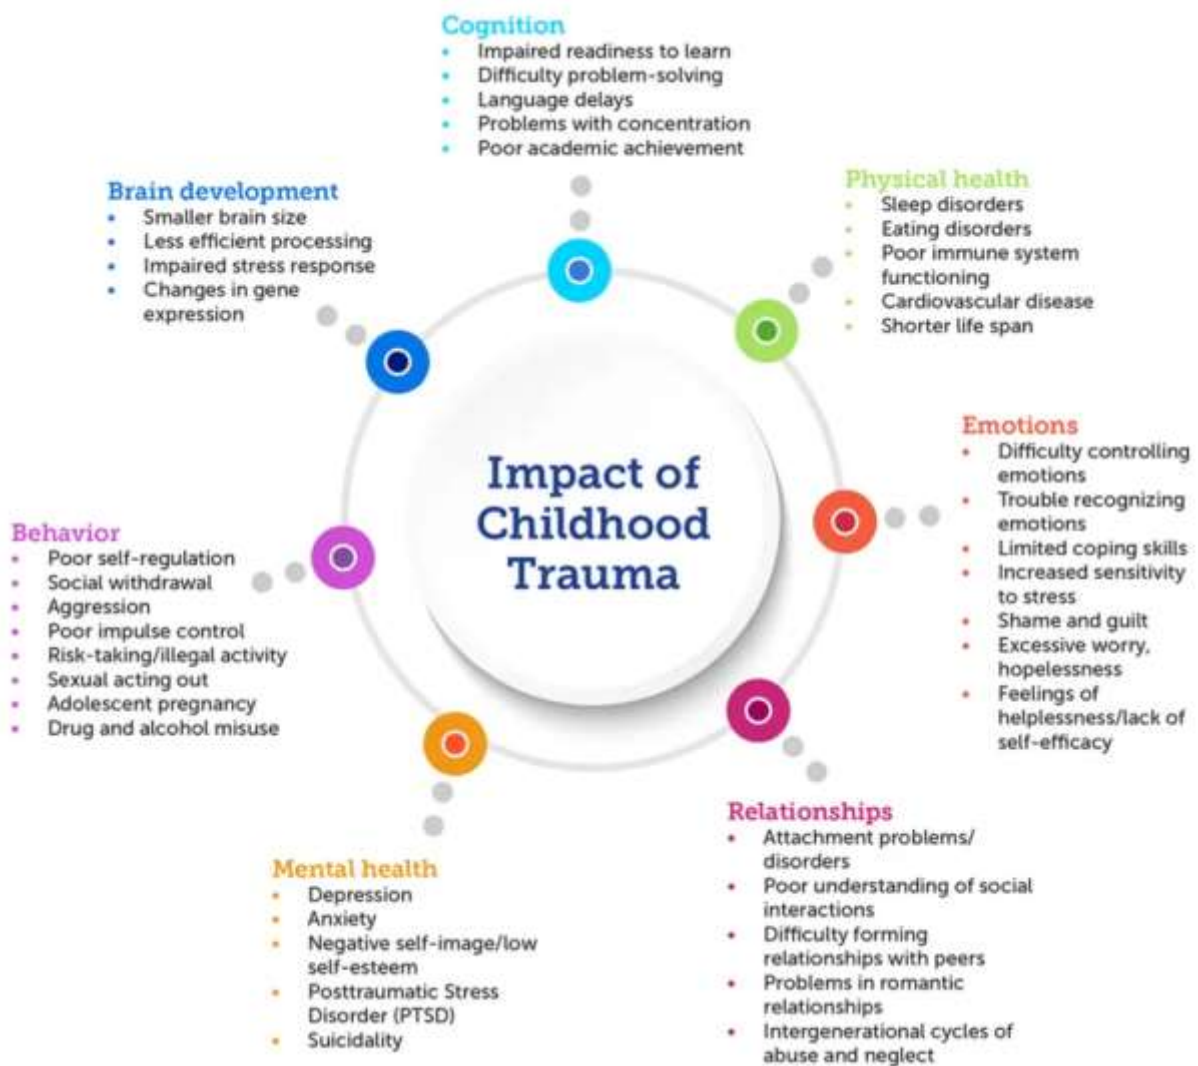 Cognition
• Impaired readiness to learn
• Difficulty problem-solving
• Language delays
• Problems with concentration
• Poor academic achievement
Physical health
• Sleep disorders
• Eating disorders
• Poor immune system
functioning
• Cardiovascular disease
• Shorter life span
Emotions
• Difficulty controlling
emotions
• Trouble recognizing
emotions
• Limited coping skills
• Increased sensitivity
to stress
• Shame and guilt
• Excessive worry,
hopelessness
• Feelings of
helplessness/lack of
self-efficacy
Relationships
• Attachment problems/
disorders
• Poor understanding of social
interactions
• Difficulty forming
relationships with peers
• Problems in romantic
relationships
• Intergenerational cycles of
abuse and neglect
Mental health
• Depression
• Anxiety
• Negative self-image/low
self-esteem
• Posttraumatic Stress
Disorder (PTSD)
• Suicidality
Behavior
• Poor self-regulation
• Social withdrawal
• Aggression
• Poor impulse control
• Risk-taking/illegal activity
• Sexual acting out
• Adolescent pregnancy
• Drug and alcohol misuse
Brain development
• Smaller brain size
• Less efficient processing
• Impaired stress response
• Changes in gene
expression
Impact of
Childhood
Trauma